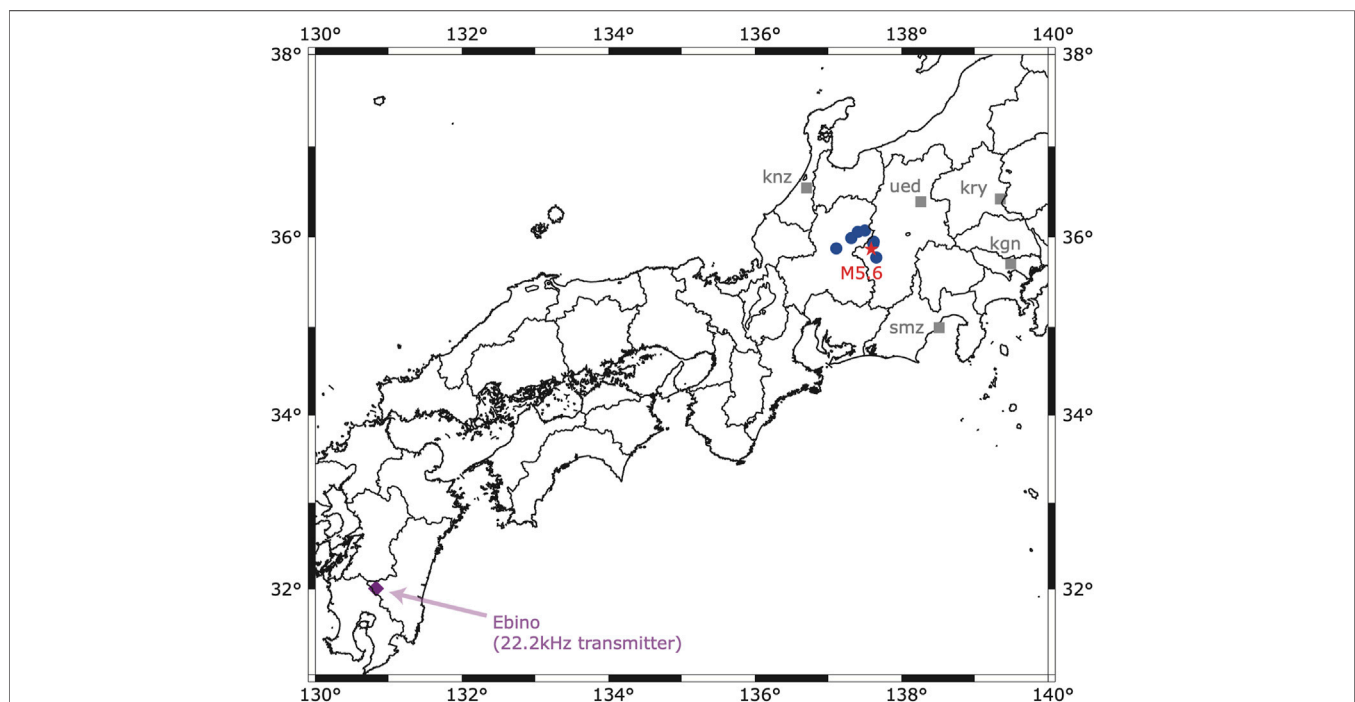 130° 132° 134° 136° 138° 140°
38° 38°
knz ued kry
36° 36°
kgn
M5.6
smz
34° 34°
32° 32°
Ebino
(22.2kHz transmitter)
130° 132° 134° 136° 138° 140°